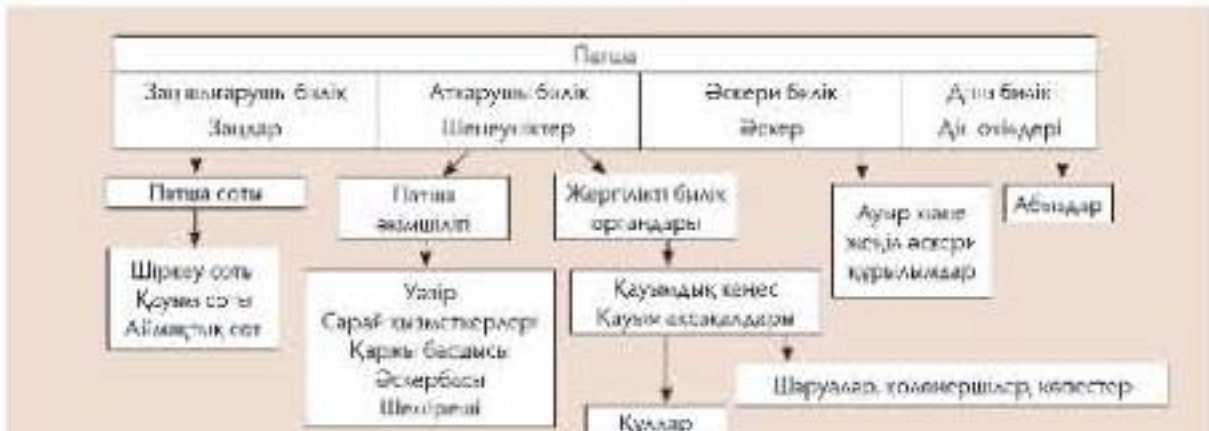 Патша
Заң шығарушы билік
Атқарушы билік
Әскери билік
Діни билік
Заңдар
Шенеуніктер
Әскер
Дін өкілдері
Патша соты
Патша
әкімшілігі
Жергілікті билік
органдары
Ауыр және
жеңіл әскери
құрылымдар
Абыздар
Шіркеу соты
Қауым соты
Аймақтық сот
Уәзір
Сарай қызметкерлері
Қаржы басшысы
Әскербасы
Қауымдық кеңес
Қауым ақсақалдары
Шаруалар, қолөнершілер, көпестер
Құлдар